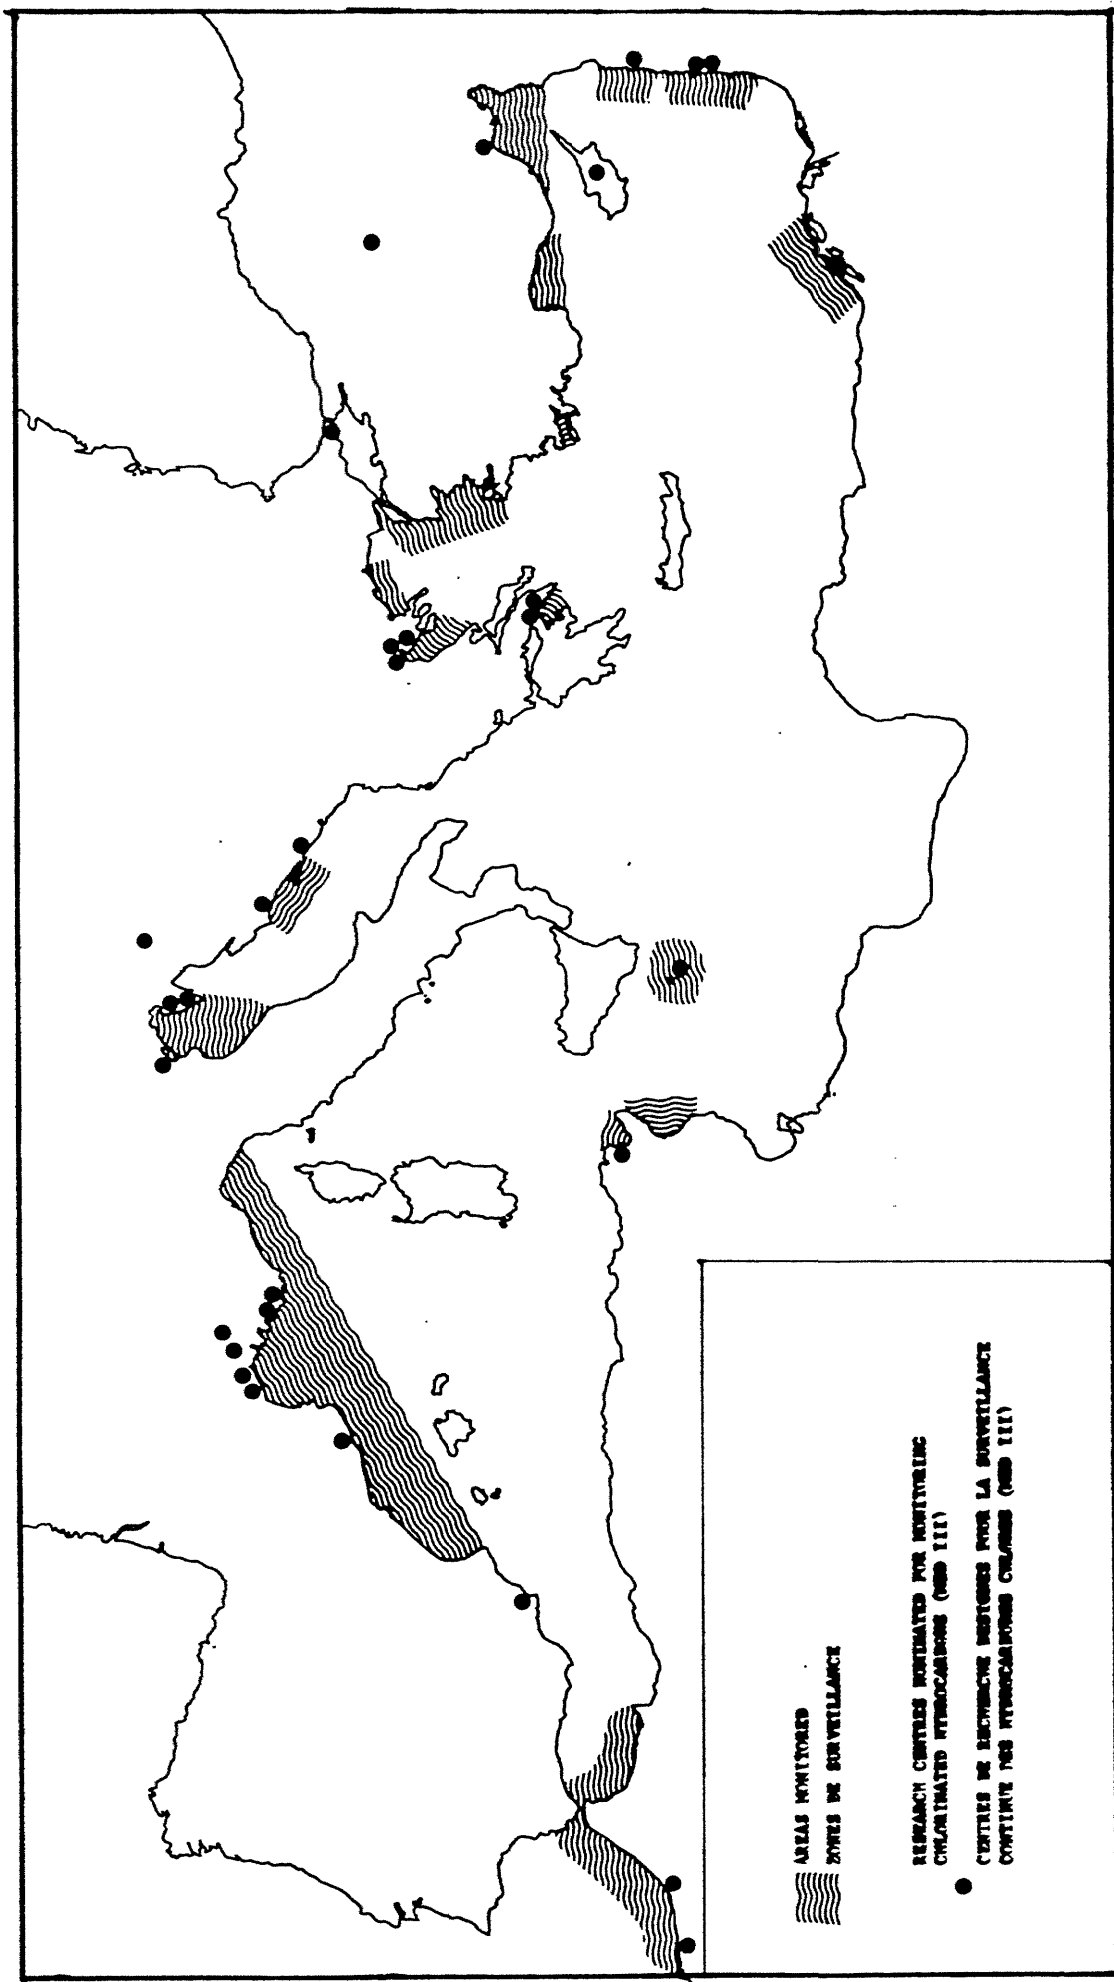 AREAS MONITORED
ZONES DE SURVEILLANCE
RESEARCH CENTRES NOMINATED FOR MONITORING
CHLORINATED HYDROCARBONS (MED III)
CENTRES DE RECHERCHE DESIGNES POUR LA SURVEILLANCE
CONTINUE DES HYDROCARBURES CHLORES (MED III)